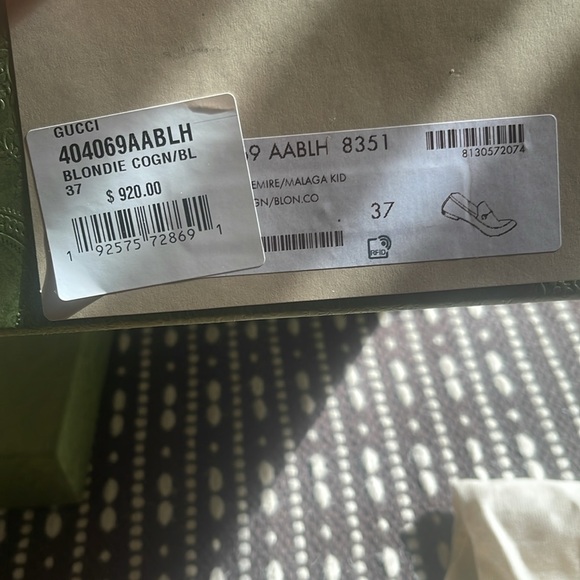 GUCCI
404069AABLH
BLONDIE COGN/BL
37 $ 920.00
1 92575 72869 1
9 AABLH 8351
8130572074
EMIRE/MALAGA KID
GN/BLON.CO
37
RFID